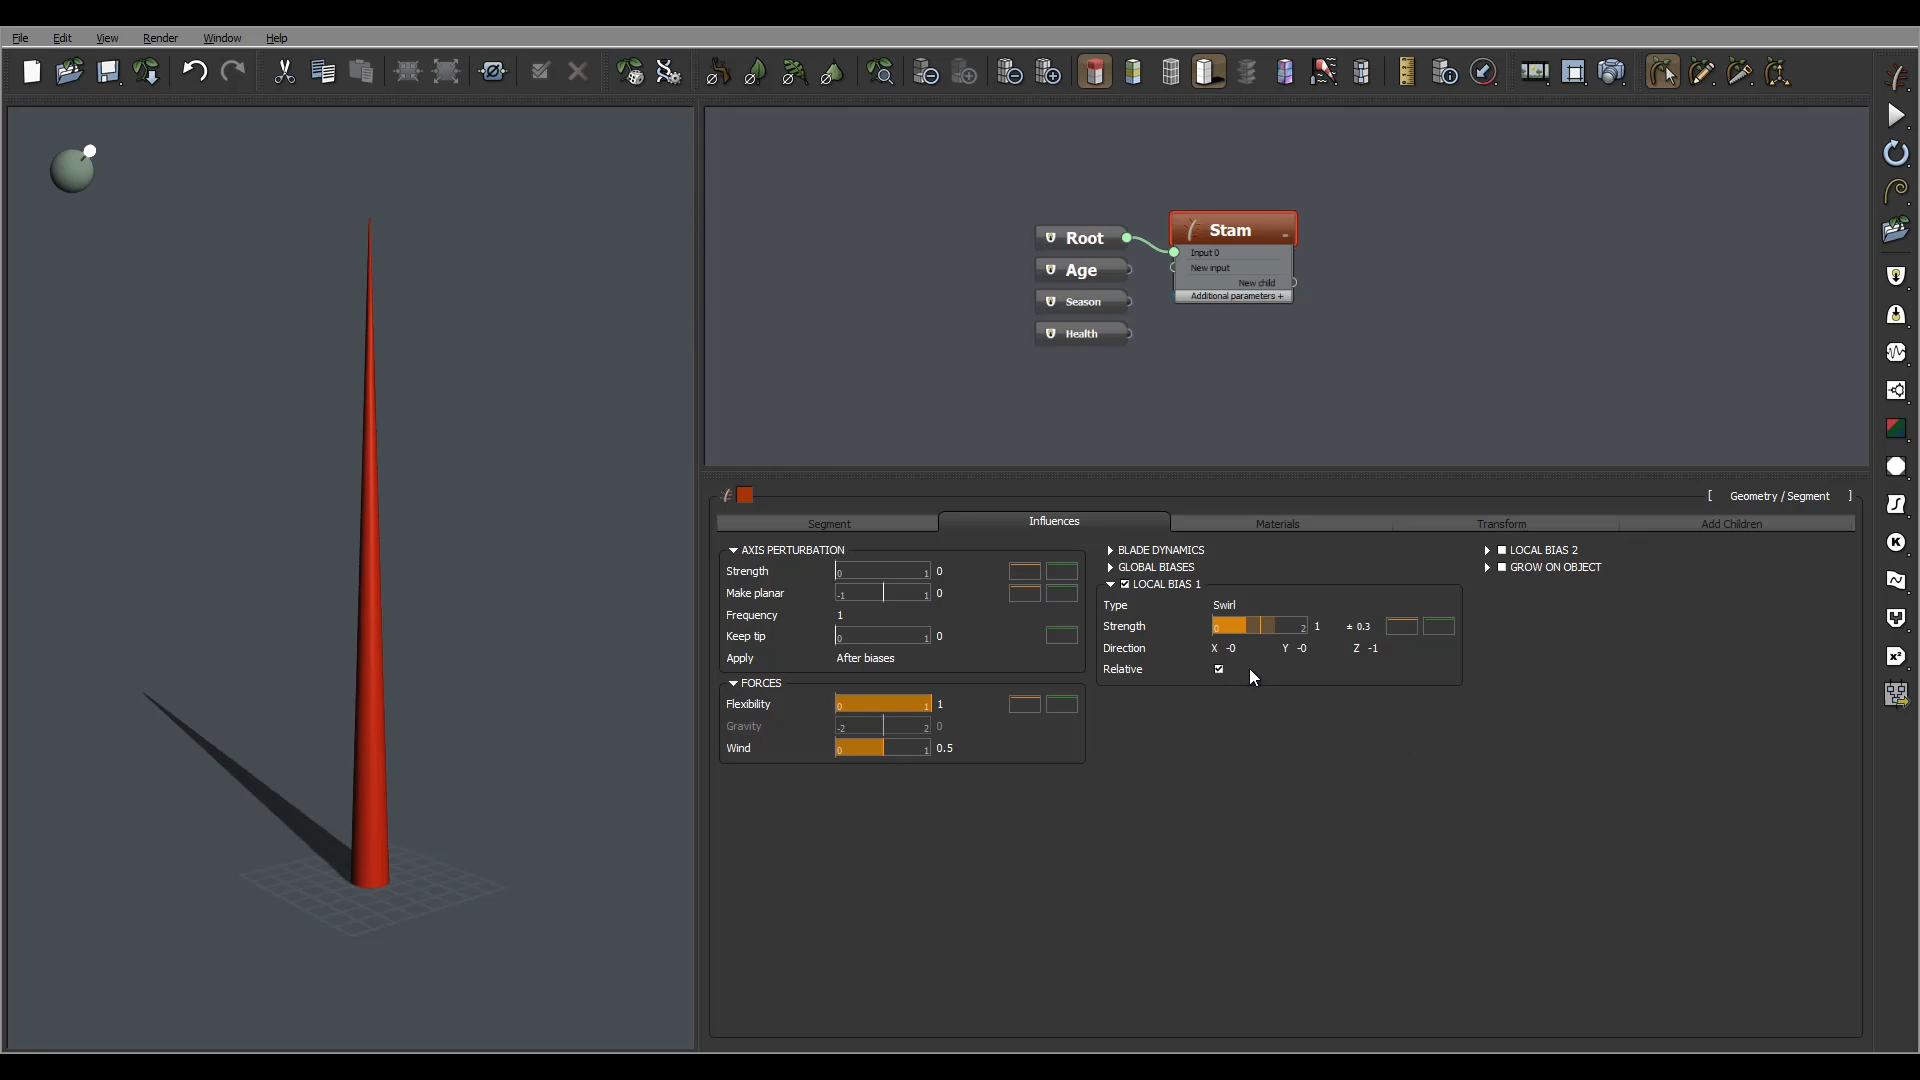 File Edit View Render Window Help
Root
Age
Season
Health
Stam
Input 0
New input
New child
Additional parameters +
[ Geometry / Segment ]
Segment Influences Materials Transform Add Children
AXIS PERTURBATION
Strength 0 1 0
Make planar -1 1 0
Frequency 1
Keep tip 0 1 0
Apply After biases
FORCES
Flexibility 0 1 1
Gravity -2 2 0
Wind 0 1 0.5
BLADE DYNAMICS
GLOBAL BIASES
LOCAL BIAS 1
Type Swirl
Strength 0 2 1 ± 0.3
Direction X -0 Y -0 Z -1
Relative
LOCAL BIAS 2
GROW ON OBJECT
K
x²